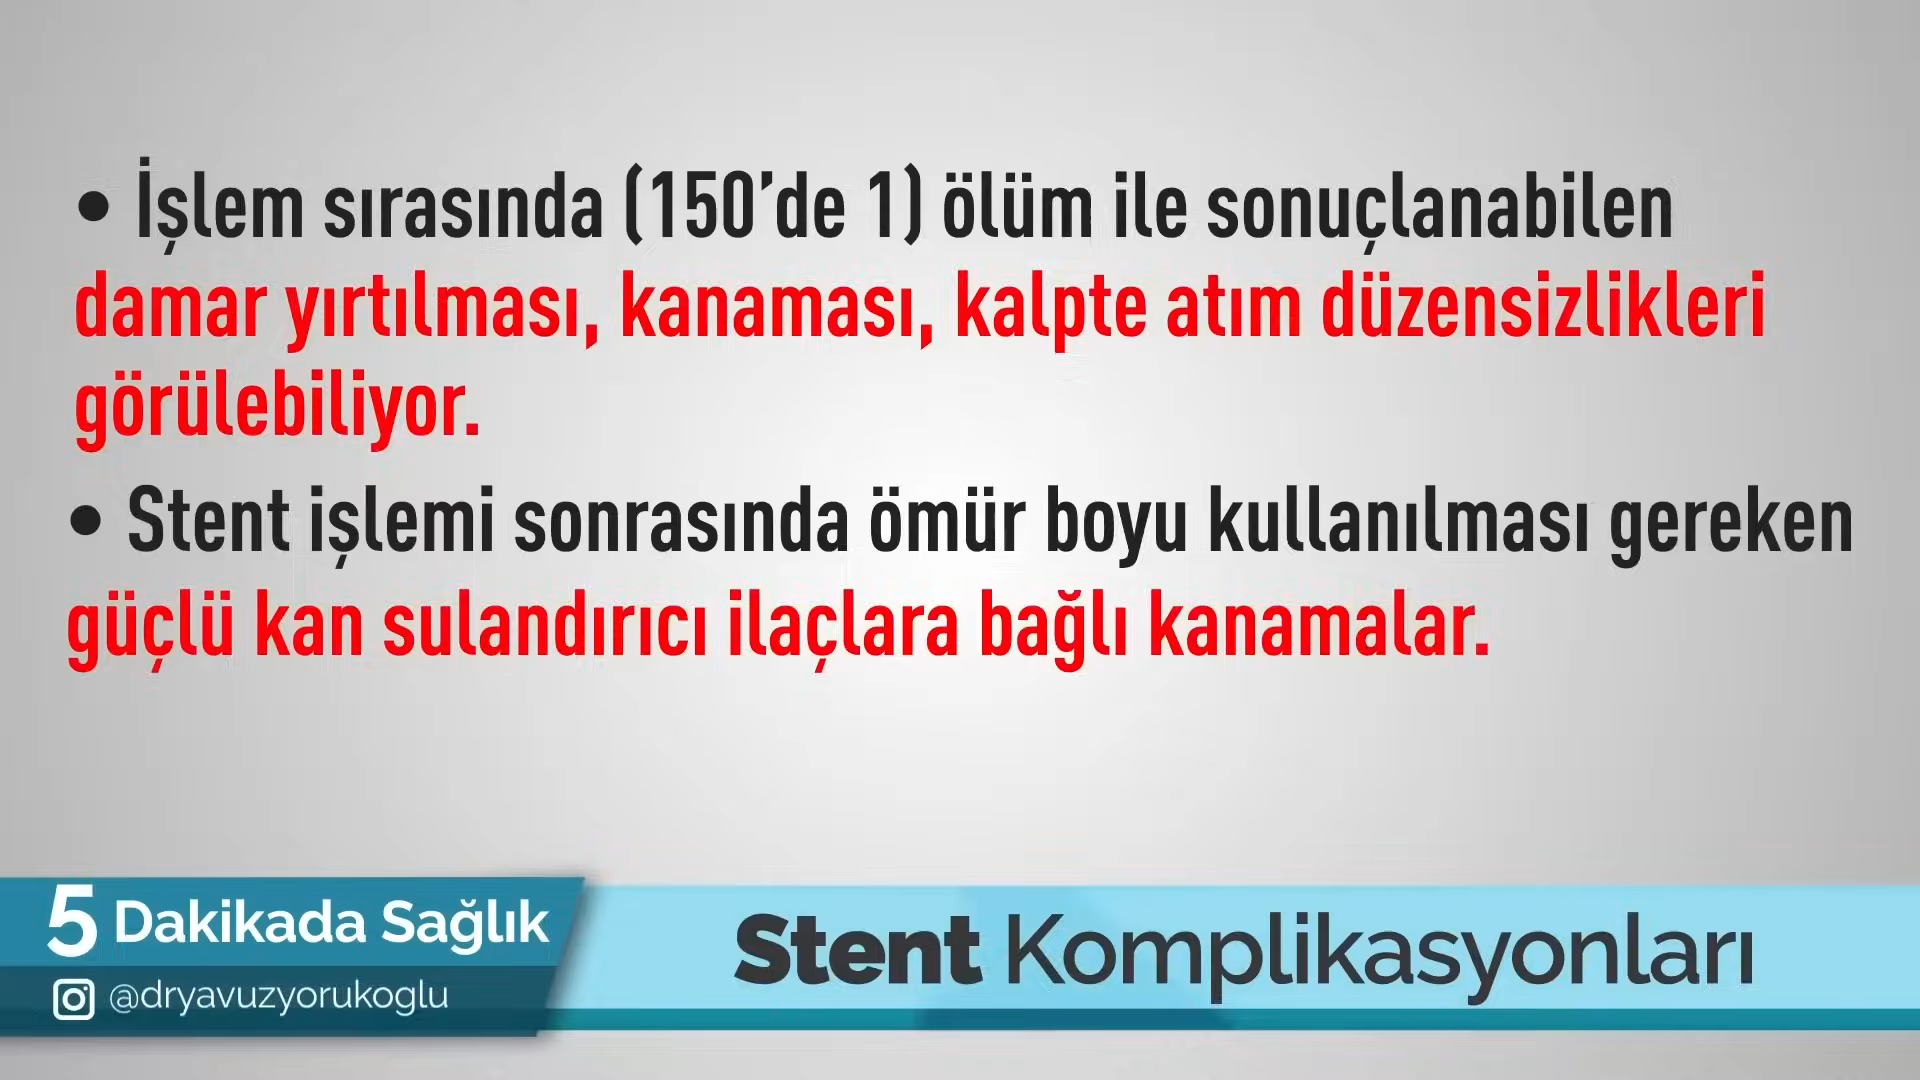 • İşlem sırasında (150’de 1) ölüm ile sonuçlanabilen
damar yırtılması, kanaması, kalpte atım düzensizlikleri
görülebiliyor.
• Stent işlemi sonrasında ömür boyu kullanılması gereken
güçlü kan sulandırıcı ilaçlara bağlı kanamalar.
5 Dakikada Sağlık
@dryavuzyorukoglu
Stent Komplikasyonları